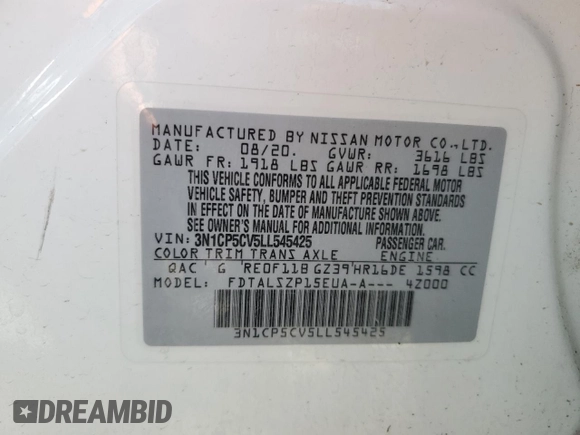 MANUFACTURED BY NISSAN MOTOR CO.,LTD.
DATE: 08/20. GVWR: 3616 LBS
GAWR FR: 1918 LBS GAWR RR: 1698 LBS
THIS VEHICLE CONFORMS TO ALL APPLICABLE FEDERAL MOTOR
VEHICLE SAFETY, BUMPER AND THEFT PREVENTION STANDARDS
IN EFFECT ON THE DATE OF MANUFACTURE SHOWN ABOVE.
SEE OWNER'S MANUAL FOR ADDITIONAL INFORMATION.
VIN: 3N1CP5CV5LL545425 PASSENGER CAR.
COLOR TRIM TRANS AXLE ENGINE
QAC ' G RE0F11B GZ39'HR16DE 1598 CC
MODEL: FDTALSZP15EUA-A--- 4Z000
3N1CP5CV5LL545425
DREAMBID